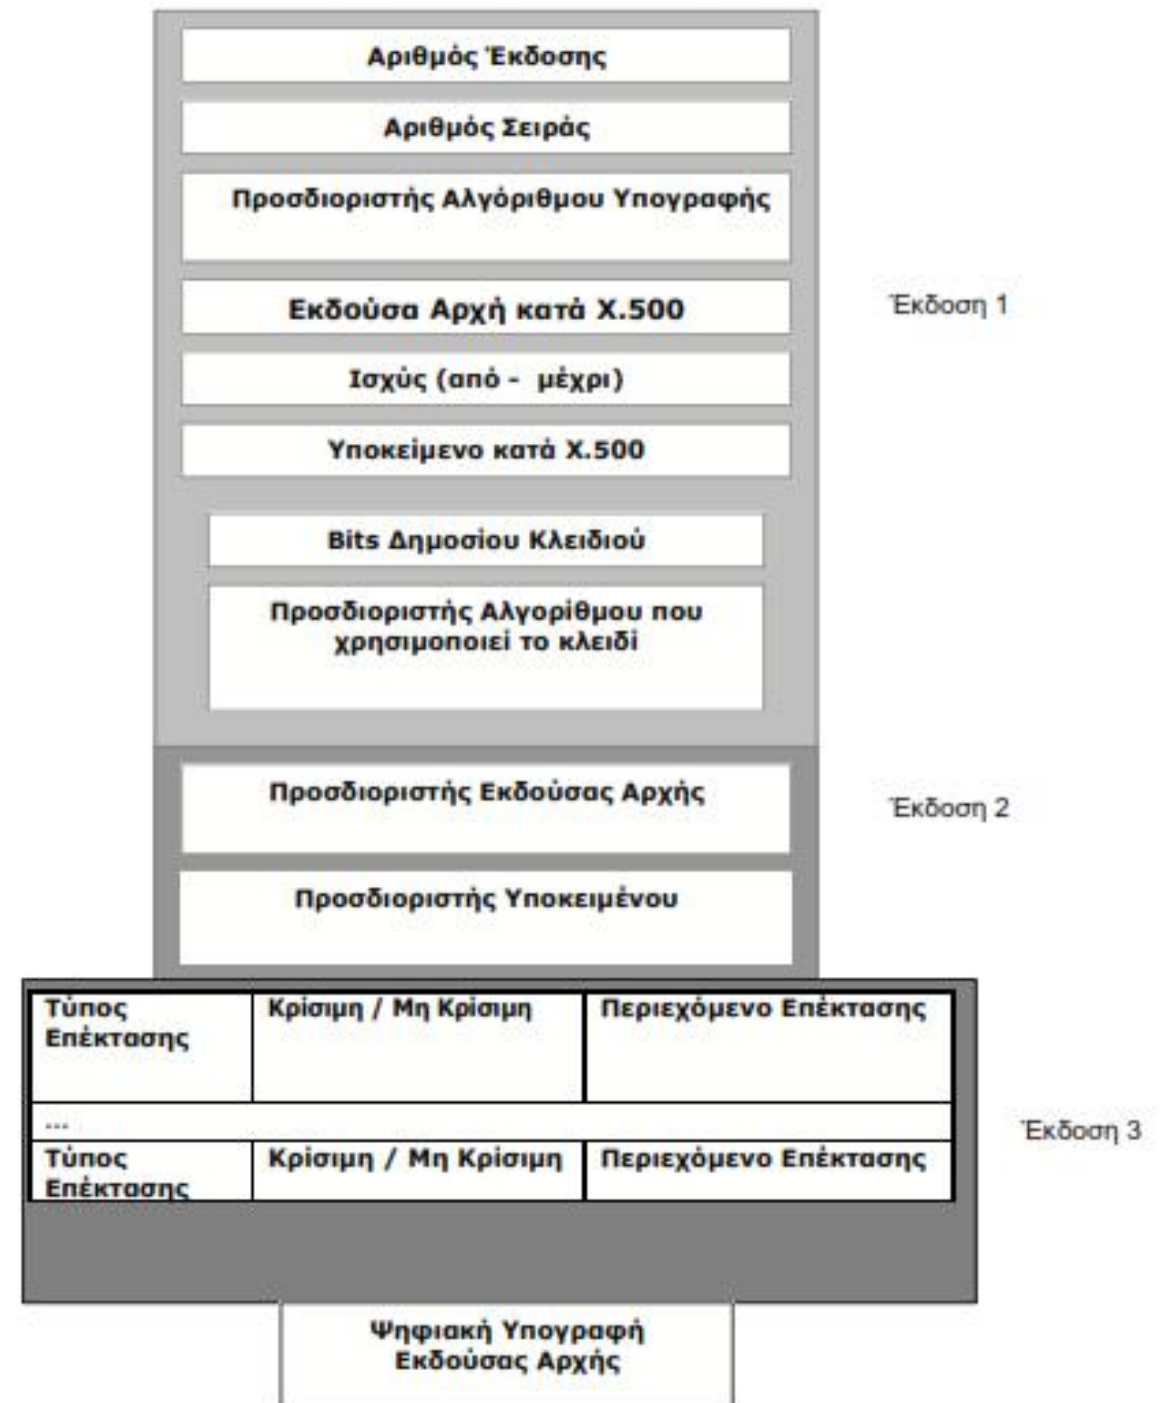 Αριθμός Έκδοσης
Αριθμός Σειράς
Προσδιοριστής Αλγόριθμου Υπογραφής
Εκδούσα Αρχή κατά Χ.500
Έκδοση 1
Ισχύς (από - μέχρι)
Υποκείμενο κατά Χ.500
Bits Δημοσίου Κλειδιού
Προσδιοριστής Αλγορίθμου που
χρησιμοποιεί το κλειδί
Προσδιοριστής Εκδούσας Αρχής
Έκδοση 2
Προσδιοριστής Υποκειμένου
Τύπος
Επέκτασης
Κρίσιμη / Μη Κρίσιμη
Περιεχόμενο Επέκτασης
...
Έκδοση 3
Τύπος
Επέκτασης
Κρίσιμη / Μη Κρίσιμη
Περιεχόμενο Επέκτασης
Ψηφιακή Υπογραφή
Εκδούσας Αρχής